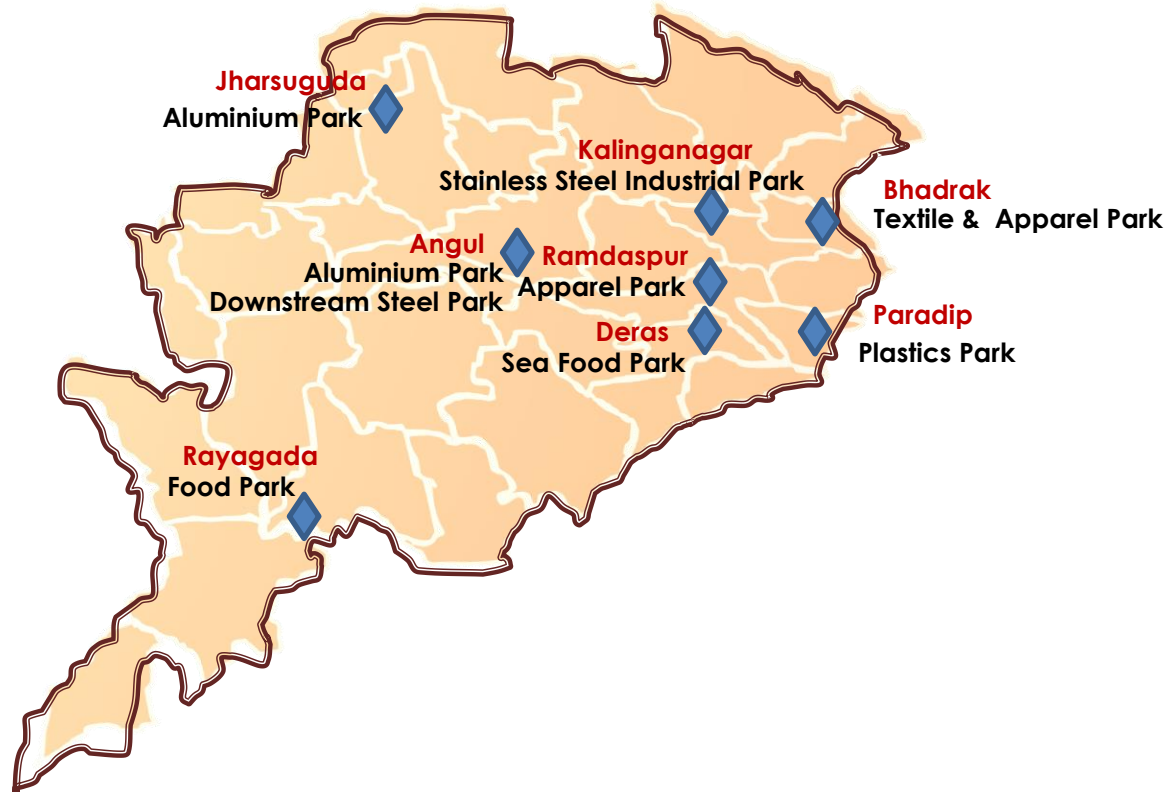 Jharsuguda
Aluminium Park
Kalinganagar
Stainless Steel Industrial Park
Bhadrak
Textile & Apparel Park
Angul
Aluminium Park
Downstream Steel Park
Ramdaspur
Apparel Park
Deras
Sea Food Park
Paradip
Plastics Park
Rayagada
Food Park